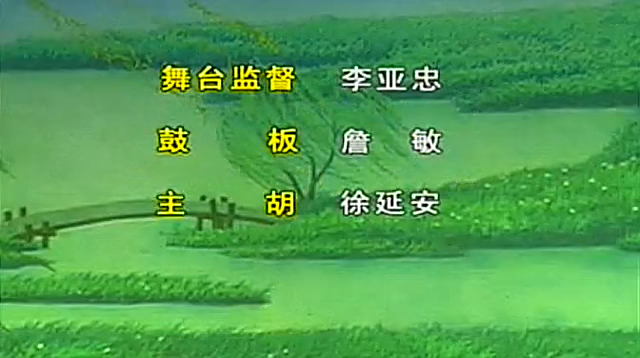 舞台监督 李亚忠
鼓板 詹敏
主胡 徐延安